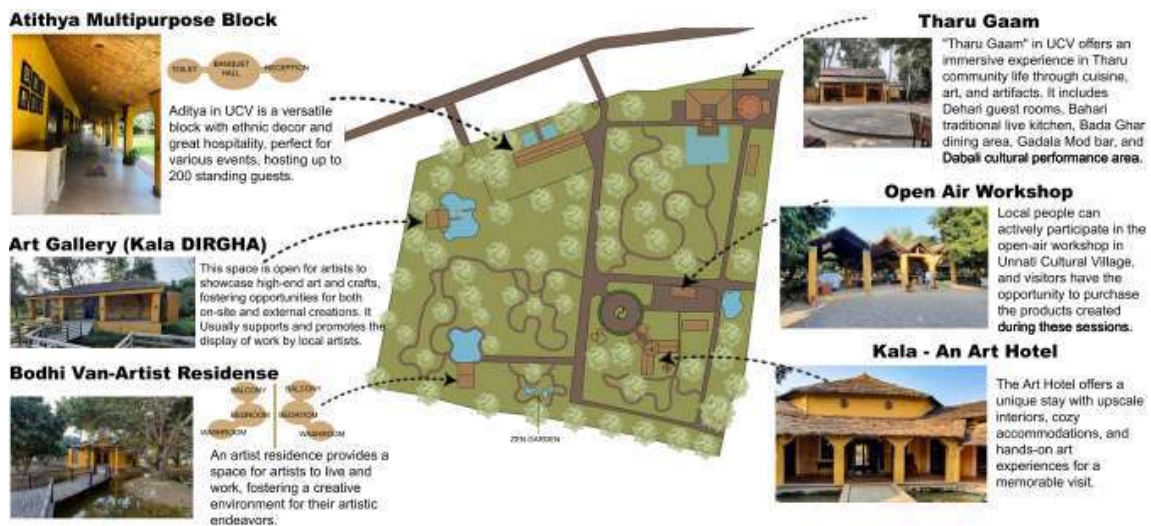 Atithya Multipurpose Block
TOILET
BANQUET
HALL
RECEPTION
Aditya in UCV is a versatile
block with ethnic decor and
great hospitality, perfect for
various events, hosting up to
200 standing guests.
Art Gallery (Kala DIRGHA)
This space is open for artists to
showcase high-end art and crafts,
fostering opportunities for both
on-site and external creations. It
Usually supports and promotes the
display of work by local artists.
Bodhi Van-Artist Residense
BALCONY
BALCONY
BEDROOM
BEDROOM
WASHROOM
WASHROOM
An artist residence provides a
space for artists to live and
work, fostering a creative
environment for their artistic
endeavors.
ZEN GARDEN
Tharu Gaam
"Tharu Gaam" in UCV offers an
immersive experience in Tharu
community life through cuisine,
art, and artifacts. It includes
Dehari guest rooms, Bahari
traditional live kitchen, Bada Ghar
dining area, Gadala Mod bar, and
Dabali cultural performance area.
Open Air Workshop
Local people can
actively participate in the
open-air workshop in
Unnati Cultural Village,
and visitors have the
opportunity to purchase
the products created
during these sessions.
Kala - An Art Hotel
The Art Hotel offers a
unique stay with upscale
interiors, cozy
accommodations, and
hands-on art
experiences for a
memorable visit.